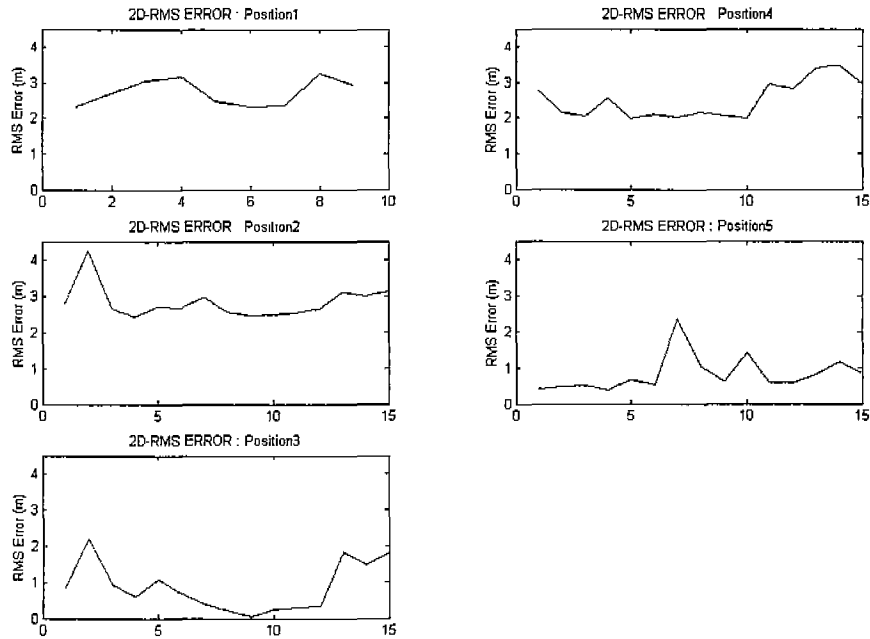 2D-RMS ERROR : Position1
RMS Error (m)
4
3
2
1
0
0 2 4 6 8 10
2D-RMS ERROR Position2
RMS Error (m)
4
3
2
1
0
0 5 10 15
2D-RMS ERROR : Position3
RMS Error (m)
4
3
2
1
0
0 5 10 15
2D-RMS ERROR Position4
RMS Error (m)
4
3
2
1
0
0 5 10 15
2D-RMS ERROR : Position5
RMS Error (m)
4
3
2
1
0
0 5 10 15